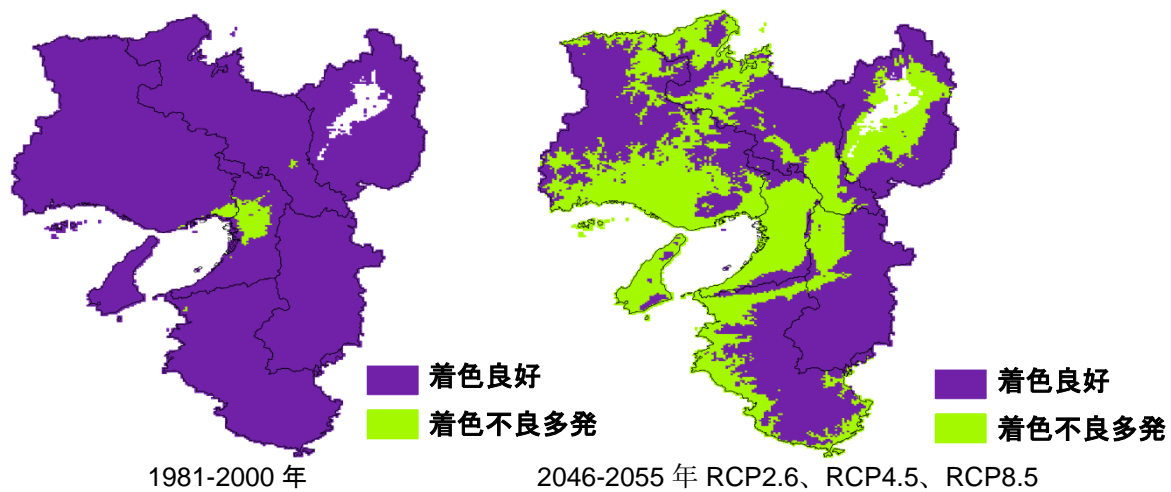 着色良好
着色不良多発
1981-2000 年
着色良好
着色不良多発
2046-2055 年 RCP2.6、RCP4.5、RCP8.5